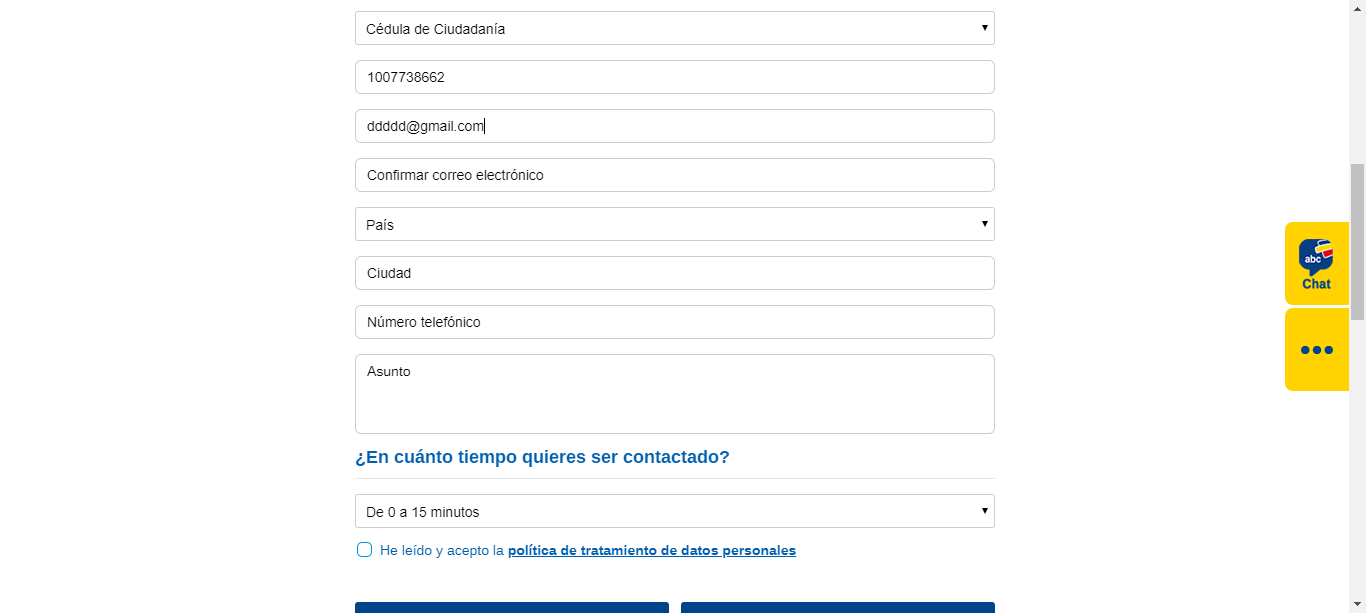 Cédula de Ciudadanía
1007738662
ddddd@gmail.com
Confirmar correo electrónico
País
Ciudad
Número telefónico
Asunto
¿En cuánto tiempo quieres ser contactado?
De 0 a 15 minutos
He leído y acepto la política de tratamiento de datos personales
abc
Chat